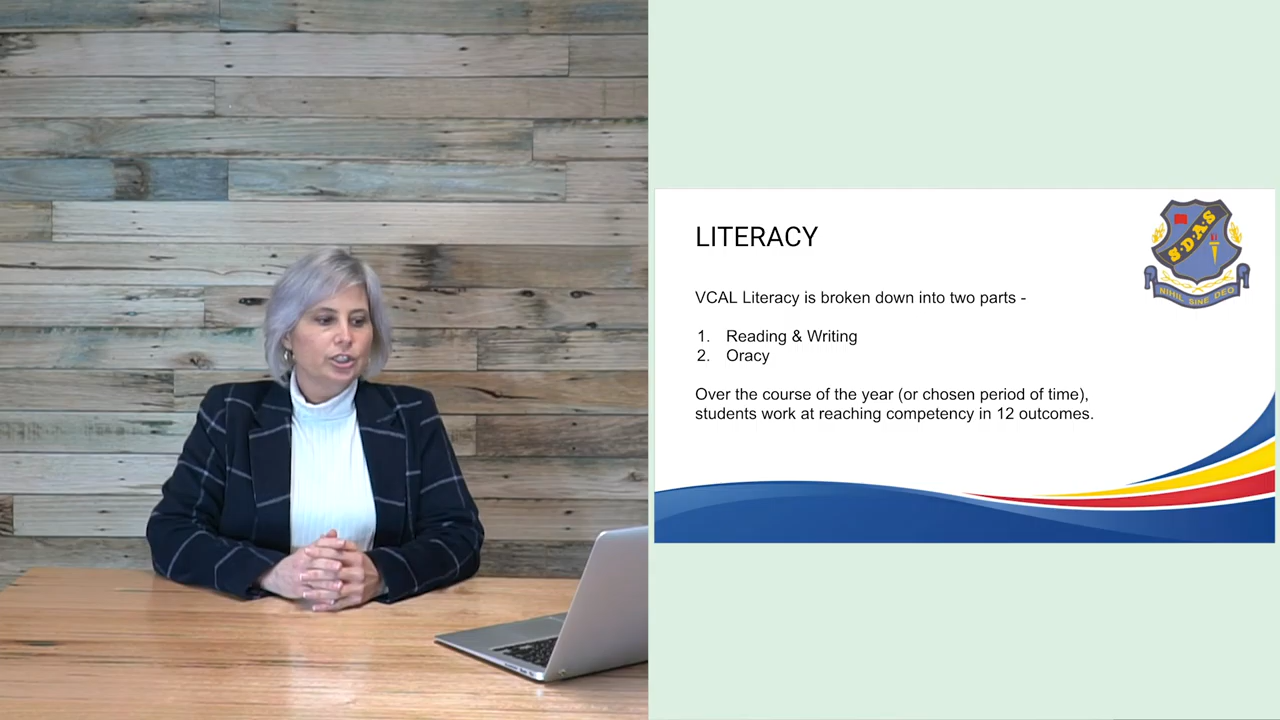 LITERACY
S·D·A·S
NIHIL SINE DEO
VCAL Literacy is broken down into two parts -
1. Reading & Writing
2. Oracy
Over the course of the year (or chosen period of time),
students work at reaching competency in 12 outcomes.